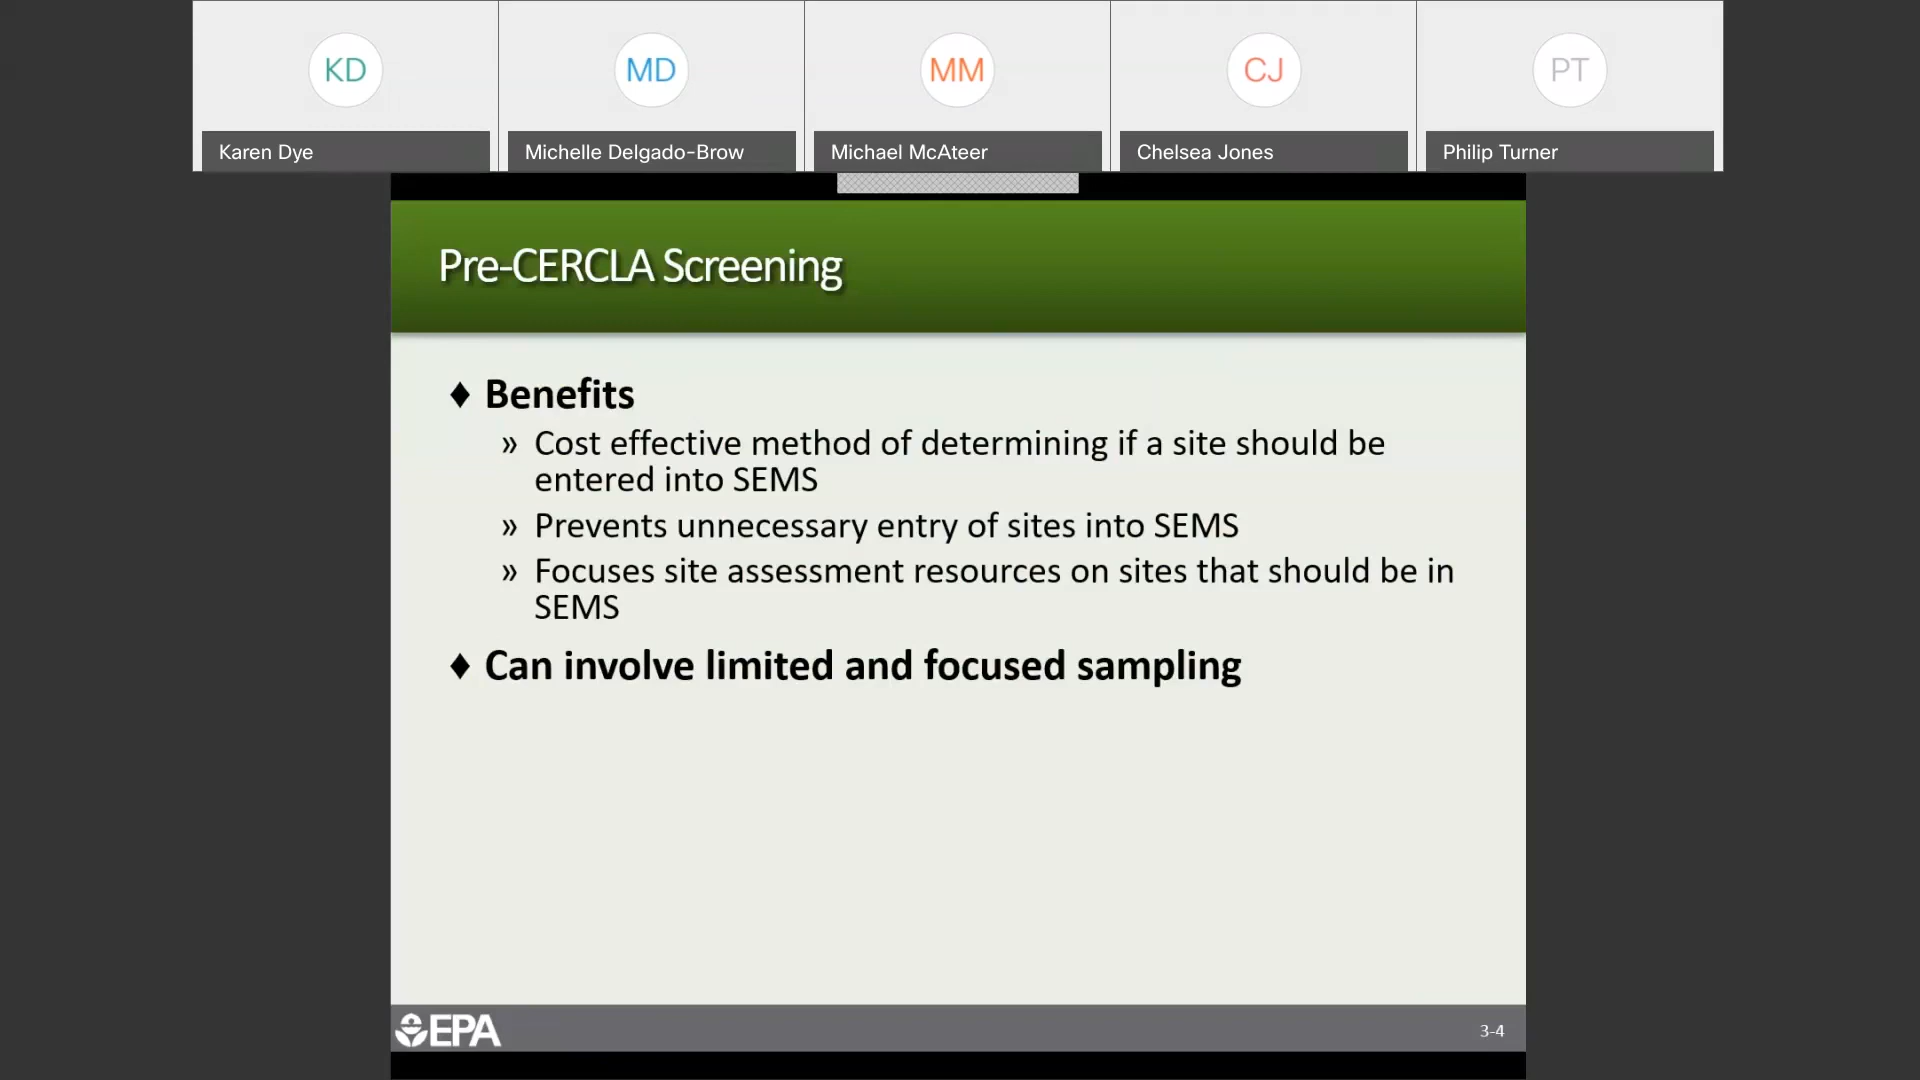 KD
MD
MM
CJ
PT
Karen Dye
Michelle Delgado-Brow
Michael McAteer
Chelsea Jones
Philip Turner
Pre-CERCLA Screening
♦ Benefits
» Cost effective method of determining if a site should be
entered into SEMS
» Prevents unnecessary entry of sites into SEMS
» Focuses site assessment resources on sites that should be in
SEMS
♦ Can involve limited and focused sampling
EPA
3-4